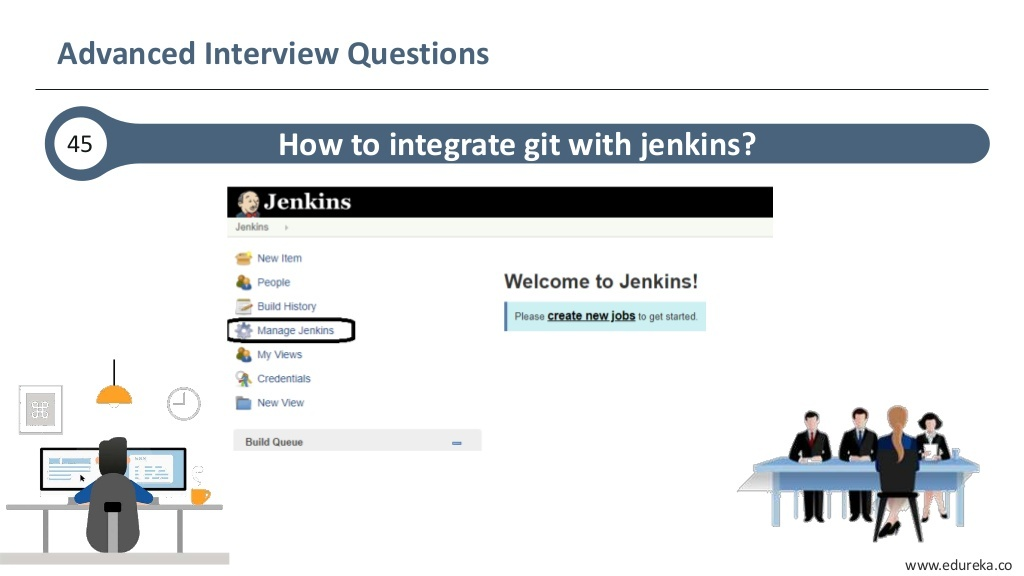 Advanced Interview Questions
45
How to integrate git with jenkins?
Jenkins
Jenkins
New Item
People
Build History
Manage Jenkins
My Views
Credentials
New View
Build Queue
Welcome to Jenkins!
Please create new jobs to get started.
www.edureka.co